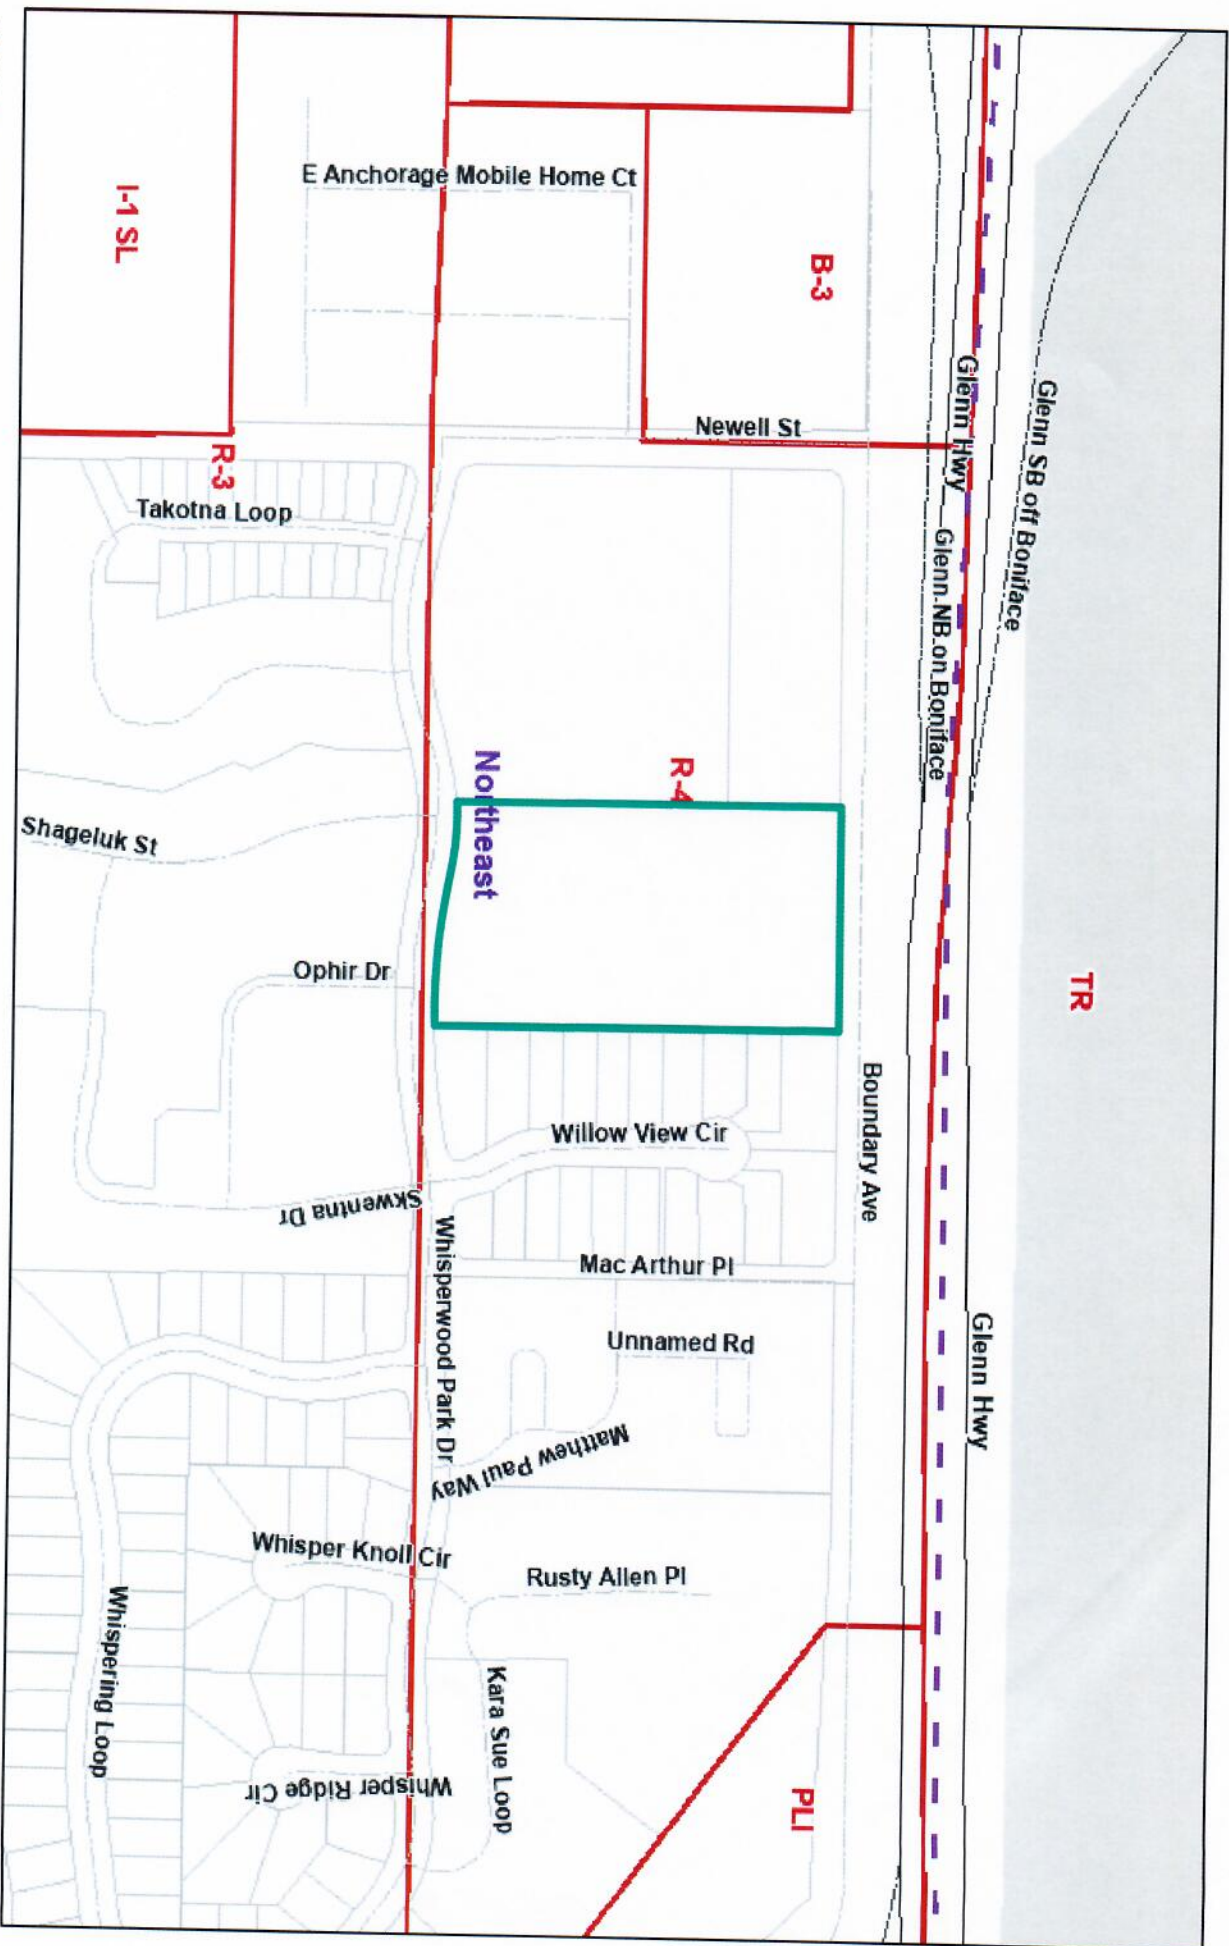 E Anchorage Mobile Home Ct
I-1 SL
B-3
Glenn Hwy
Glenn SB off Boniface
Newell St
R-3
Takotna Loop
Glenn NB on Boniface
R-4
Northeast
Shageluk St
Ophir Dr
TR
Boundary Ave
Willow View Cir
Skwentna Dr
Whisperwood Park Dr
Mac Arthur Pl
Unnamed Rd
Glenn Hwy
Matthew Paul Way
Whisper Knoll Cir
Rusty Allen Pl
Whispering Loop
Kara Sue Loop
Whisper Ridge Cir
PLI